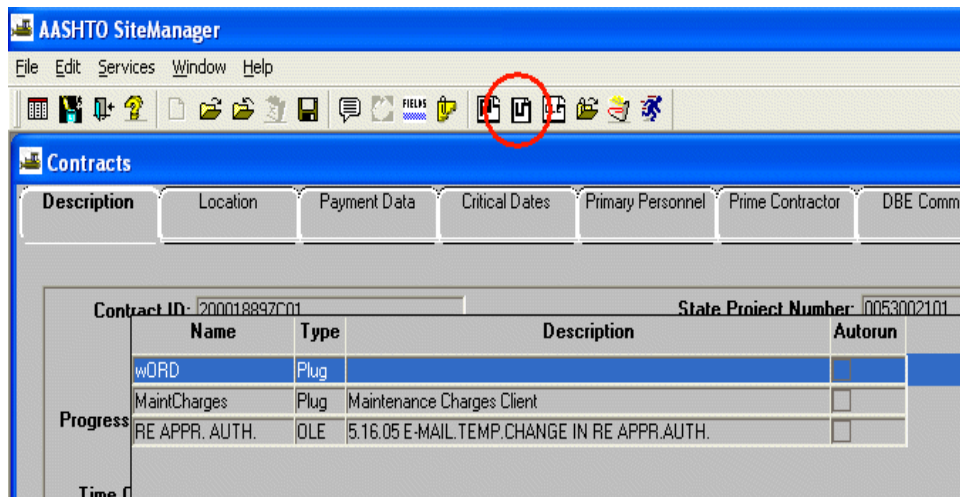 AASHTO SiteManager
File Edit Services Window Help
FIELDS
Contracts
Description Location Payment Data Critical Dates Primary Personnel Prime Contractor DBE Comm
Contract ID: 200018897C01 State Project Number: 0053002101
Name Type Description Autorun
wORD Plug
MaintCharges Plug Maintenance Charges Client
Progress
RE APPR. AUTH. OLE 5.16.05 E-MAIL.TEMP.CHANGE IN RE APPR.AUTH.
Time